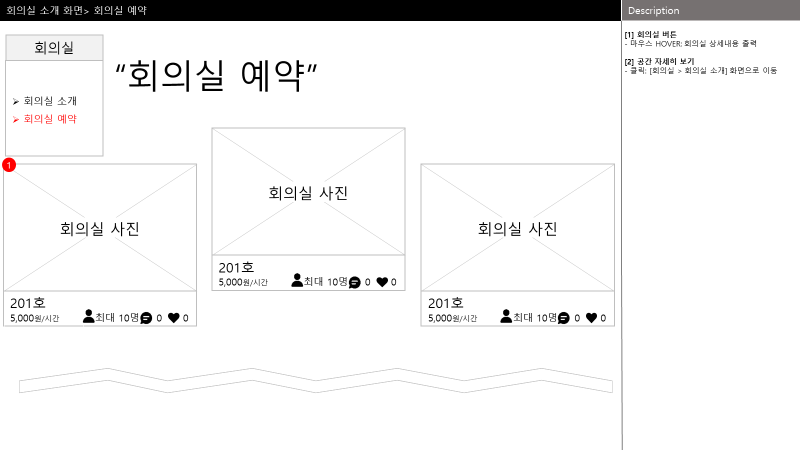 회의실 소개 화면> 회의실 예약
Description
회의실
➢ 회의실 소개
➢ 회의실 예약
“회의실 예약”
1
회의실 사진
201호
5,000원/시간
최대 10명 0 0
회의실 사진
201호
5,000원/시간
최대 10명 0 0
회의실 사진
201호
5,000원/시간
최대 10명 0 0
[1] 회의실 버튼
- 마우스 HOVER: 회의실 상세내용 출력
[2] 공간 자세히 보기
- 클릭: [회의실 > 회의실 소개] 화면으로 이동